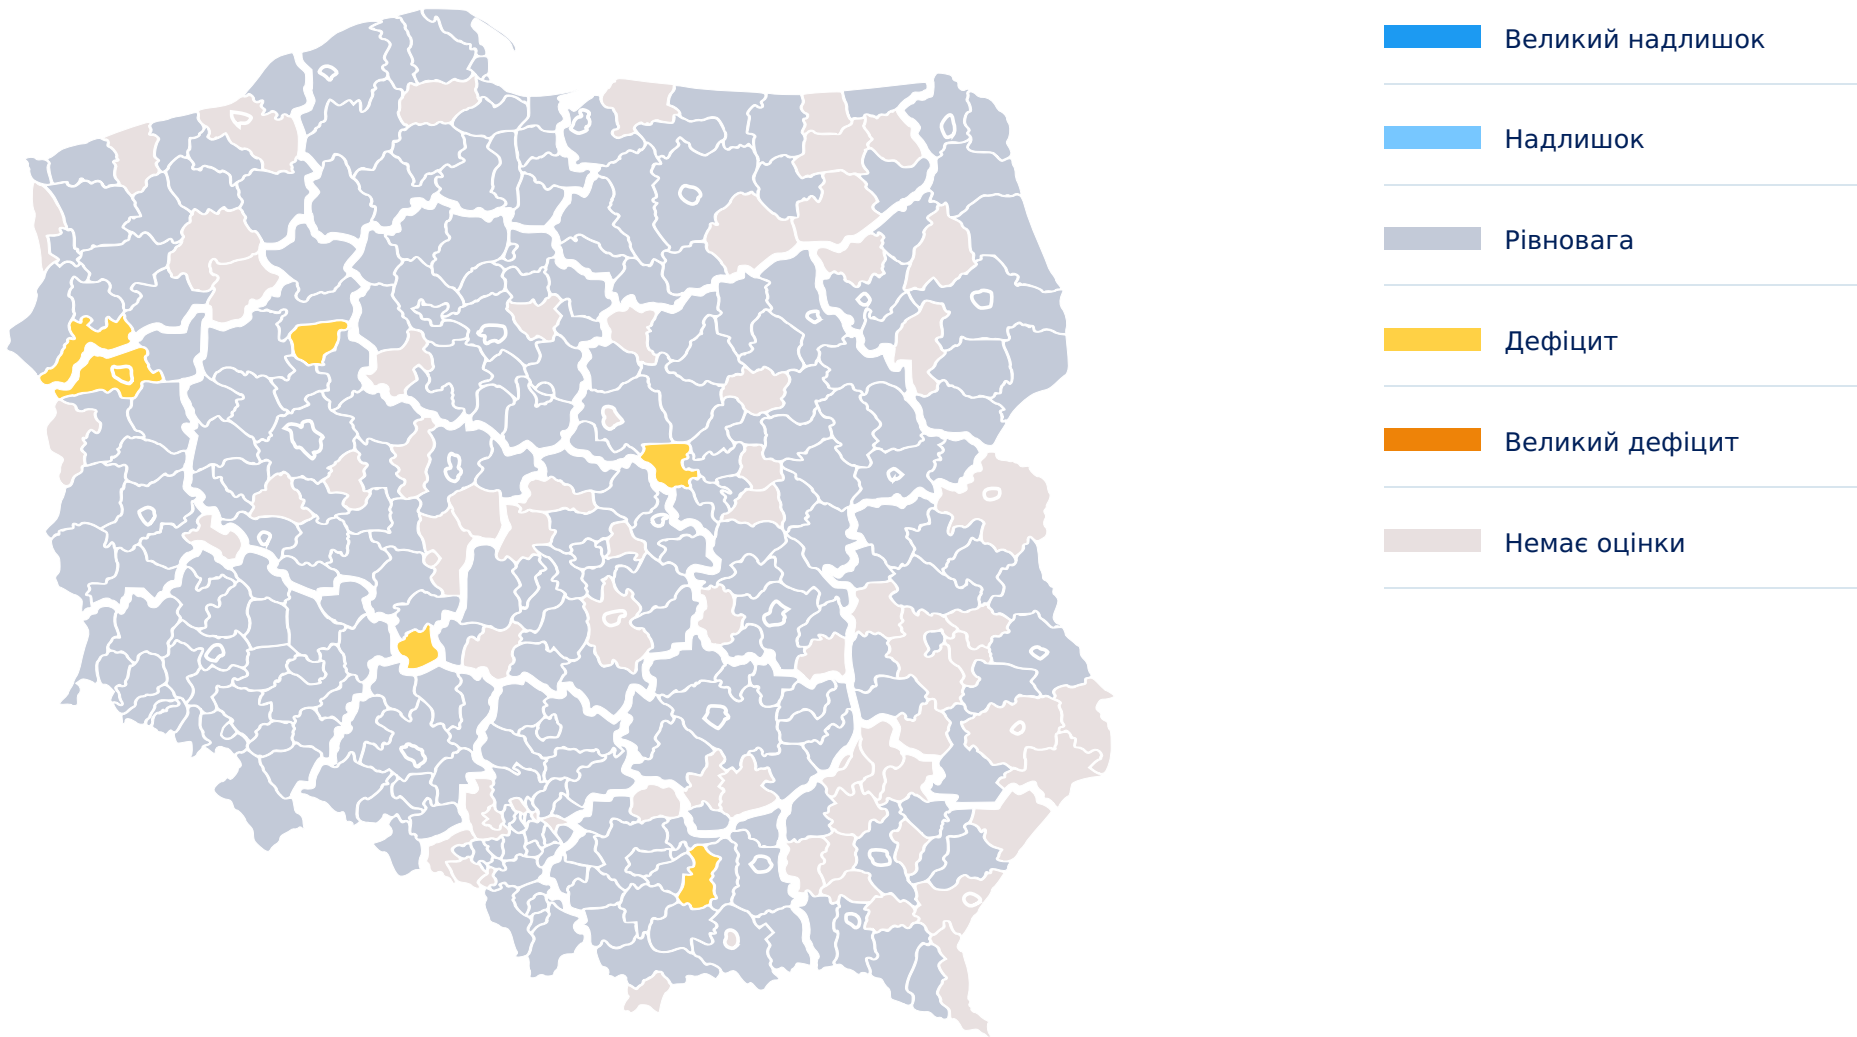 Великий надлишок
Надлишок
Рівновага
Дефіцит
Великий дефіцит
Немає оцінки